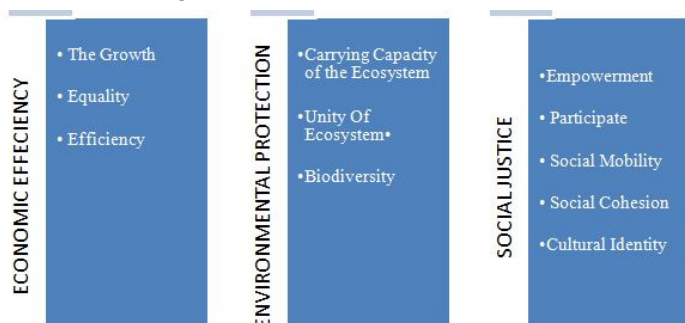 ECONOMIC EFFECIENCY
• The Growth
• Equality
• Efficiency
ENVIRONMENTAL PROTECTION
•Carrying Capacity
of the Ecosystem
•Unity Of
Ecosystem•
•Biodiversity
SOCIAL JUSTICE
•Empowerment
• Participate
• Social Mobility
• Social Cohesion
•Cultural Identity